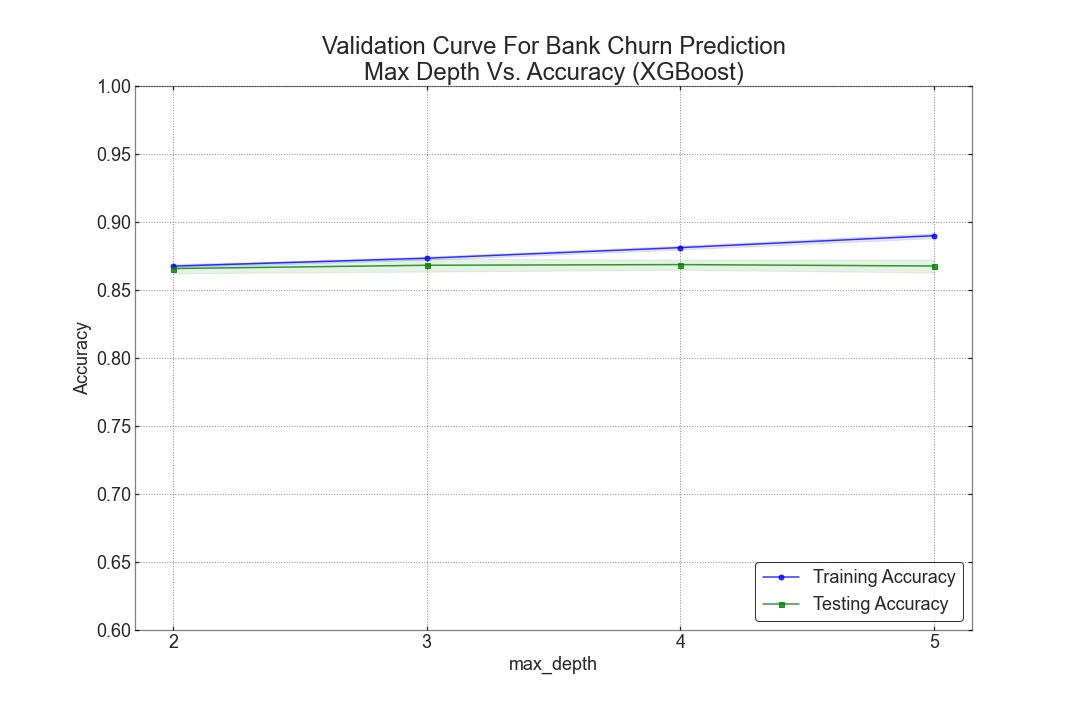 Validation Curve For Bank Churn Prediction
Max Depth Vs. Accuracy (XGBoost)
1.00
0.95
0.90
0.85
0.80
0.75
0.70
0.65
0.60
Accuracy
Training Accuracy
Testing Accuracy
2 3 4 5
max_depth